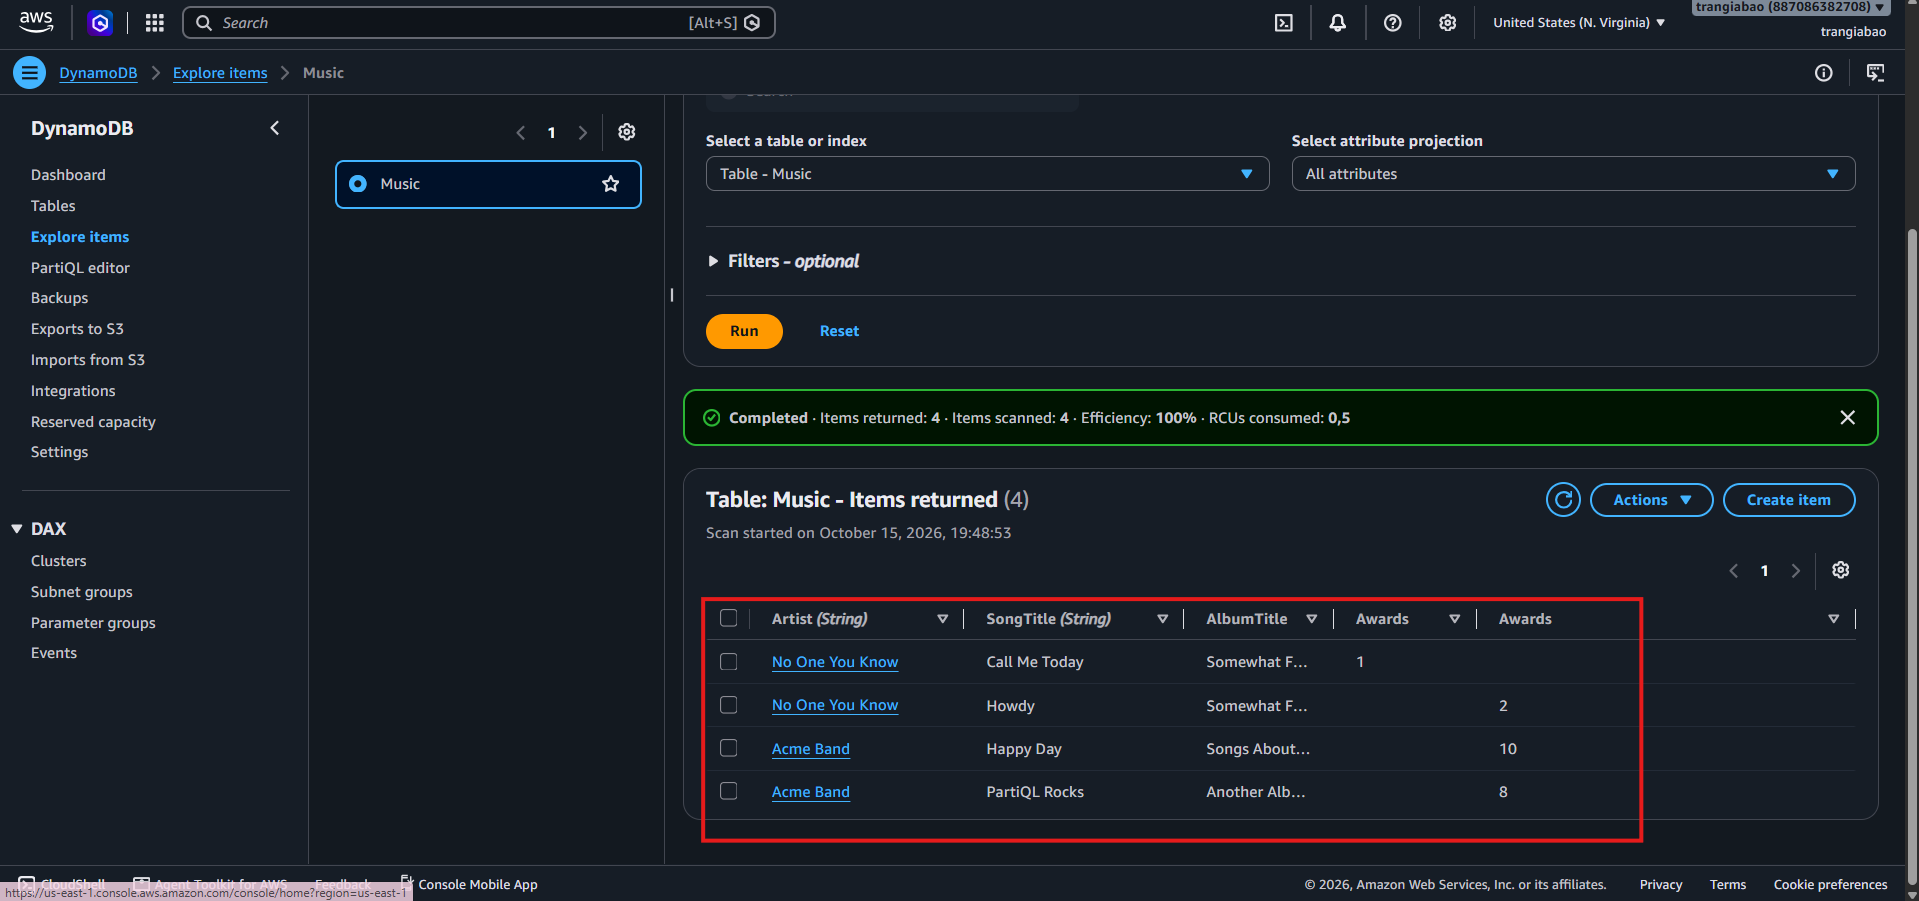 aws
Search [Alt+S]
United States (N. Virginia)
trangiabao (887086382708)
trangiabao
DynamoDB
Explore items
Music
DynamoDB
Dashboard
Tables
Explore items
PartiQL editor
Backups
Exports to S3
Imports from S3
Integrations
Reserved capacity
Settings
DAX
Clusters
Subnet groups
Parameter groups
Events
1
Music
Select a table or index
Table - Music
Select attribute projection
All attributes
Filters - optional
Run Reset
Completed · Items returned: 4 · Items scanned: 4 · Efficiency: 100% · RCUs consumed: 0,5
Table: Music - Items returned (4)
Scan started on October 15, 2026, 19:48:53
Actions Create item
1
Artist (String) SongTitle (String) AlbumTitle Awards Awards
No One You Know Call Me Today Somewhat F... 1
No One You Know Howdy Somewhat F... 2
Acme Band Happy Day Songs About... 10
Acme Band PartiQL Rocks Another Alb... 8
CloudShell Agent Toolkit for AWS Feedback Console Mobile App
https://us-east-1.console.aws.amazon.com/console/home?region=us-east-1
© 2026, Amazon Web Services, Inc. or its affiliates. Privacy Terms Cookie preferences